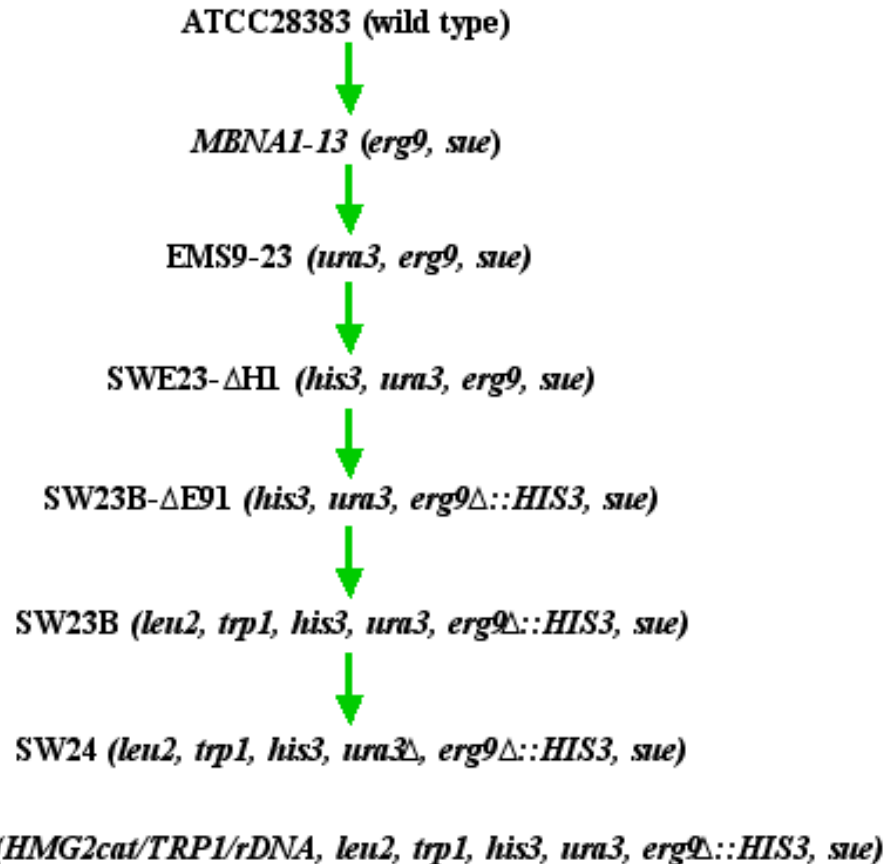 ATCC28383 (wild type)
MBNA1-13 (erg9, sue)
EMS9-23 (ura3, erg9, sue)
SWE23-ΔH1 (his3, ura3, erg9, sue)
SW23B-ΔE91 (his3, ura3, erg9Δ::HIS3, sue)
SW23B (leu2, trp1, his3, ura3, erg9Δ::HIS3, sue)
SW24 (leu2, trp1, his3, ura3Δ, erg9Δ::HIS3, sue)
(HMG2cat/TRP1/rDNA, leu2, trp1, his3, ura3, erg9Δ::HIS3, sue)